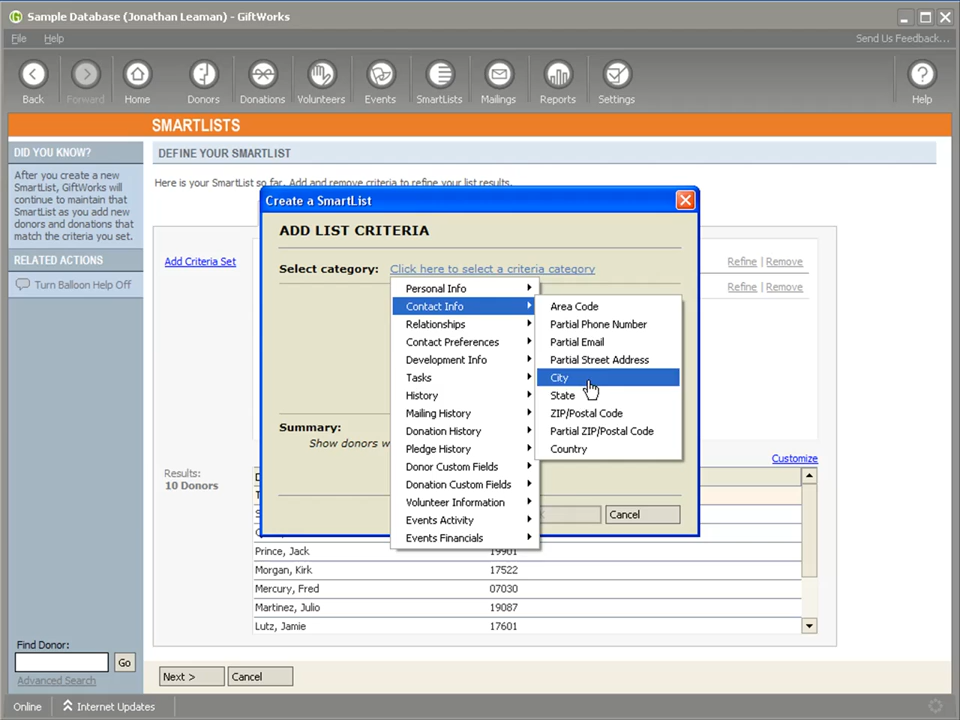 Sample Database (Jonathan Leaman) - GiftWorks
File Help Send Us Feedback...
Back Forward Home Donors Donations Volunteers Events SmartLists Mailings Reports Settings Help
SMARTLISTS
DID YOU KNOW?
After you create a new
SmartList, GiftWorks will
continue to maintain that
SmartList as you add new
donors and donations that
match the criteria you set.
RELATED ACTIONS
Turn Balloon Help Off
DEFINE YOUR SMARTLIST
Here is your SmartList so far. Add and remove criteria to refine your list results.
Add Criteria Set
Refine | Remove
Refine | Remove
Create a SmartList
ADD LIST CRITERIA
Select category: Click here to select a criteria category
Personal Info
Contact Info
Relationships
Contact Preferences
Development Info
Tasks
History
Mailing History
Donation History
Pledge History
Donor Custom Fields
Donation Custom Fields
Volunteer Information
Events Activity
Events Financials
Area Code
Partial Phone Number
Partial Email
Partial Street Address
City
State
ZIP/Postal Code
Partial ZIP/Postal Code
Country
Summary:
Show donors w
Cancel
Customize
Results:
10 Donors
Prince, Jack 19901
Morgan, Kirk 17522
Mercury, Fred 07030
Martinez, Julio 19087
Lutz, Jamie 17601
Find Donor:
Go
Advanced Search
Next > Cancel
Online Internet Updates